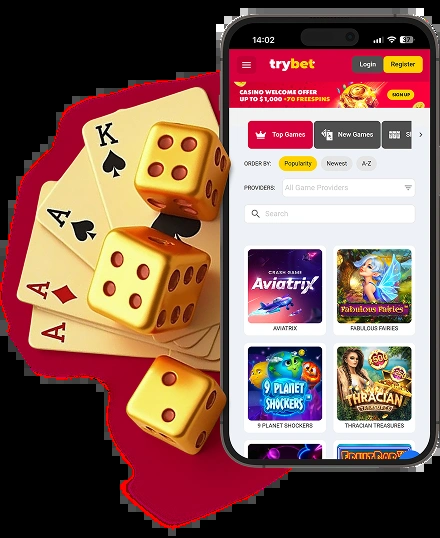 14:02
37
trybet
Login
Register
CASINO WELCOME OFFER
UP TO $1,000 +70 FREESPINS
SIGN UP
Top Games
New Games
ORDER BY:
Popularity
Newest
A-Z
PROVIDERS:
All Game Providers
Search
CRASH GAME
AviatriX
Fabulous Fairies
AVIATRIX
FABULOUS FAIRIES
9 PLANET
SHOCKERS
THRACIAN
TREASURES
9 PLANET SHOCKERS
THRACIAN TREASURES
K
A
A
A